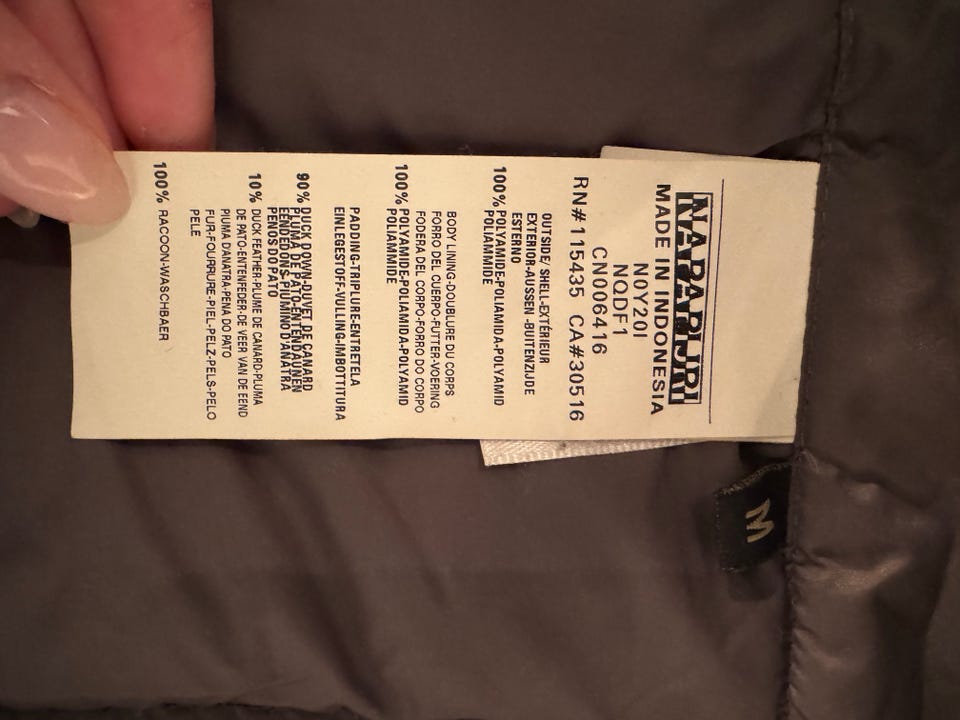 NAPAPIJRI
MADE IN INDONESIA
N0Y20I
NQDF1
CN006416
RN#115435 CA#30516
OUTSIDE/SHELL-EXTÉRIEUR
EXTERIOR-AUSSEN-BUITENZIJDE
ESTERNO
100% POLYAMIDE-POLIAMIDA-POLYAMID
POLIAMMIDE
BODY LINING-DOUBLURE DU CORPS
FORRO DEL CUERPO-FUTTER-VOERING
FODERA DEL CORPO-FORRO DO CORPO
100% POLYAMIDE-POLIAMIDA-POLYAMID
POLIAMMIDE
PADDING-TRIPLURE-ENTRETELA
EINLEGESTOFF-VULLING-IMBOTTITURA
90% DUCK DOWN-DUVET DE CANARD
PLUMA DE PATO-ENTENDAUNEN
EENDEDONS-PIUMINO D'ANATRA
PENOS DO PATO
10% DUCK FEATHER-PLUME DE CANARD-PLUMA
DE PATO-ENTENFEDER-DE VEER VAN DE EEND
PIUMA D'ANATRA-PENA DO PATO
FUR-FOURRURE-PIEL-PELZ-PELS-PELO
PELE
100% RACOON-WASCHBAER
M